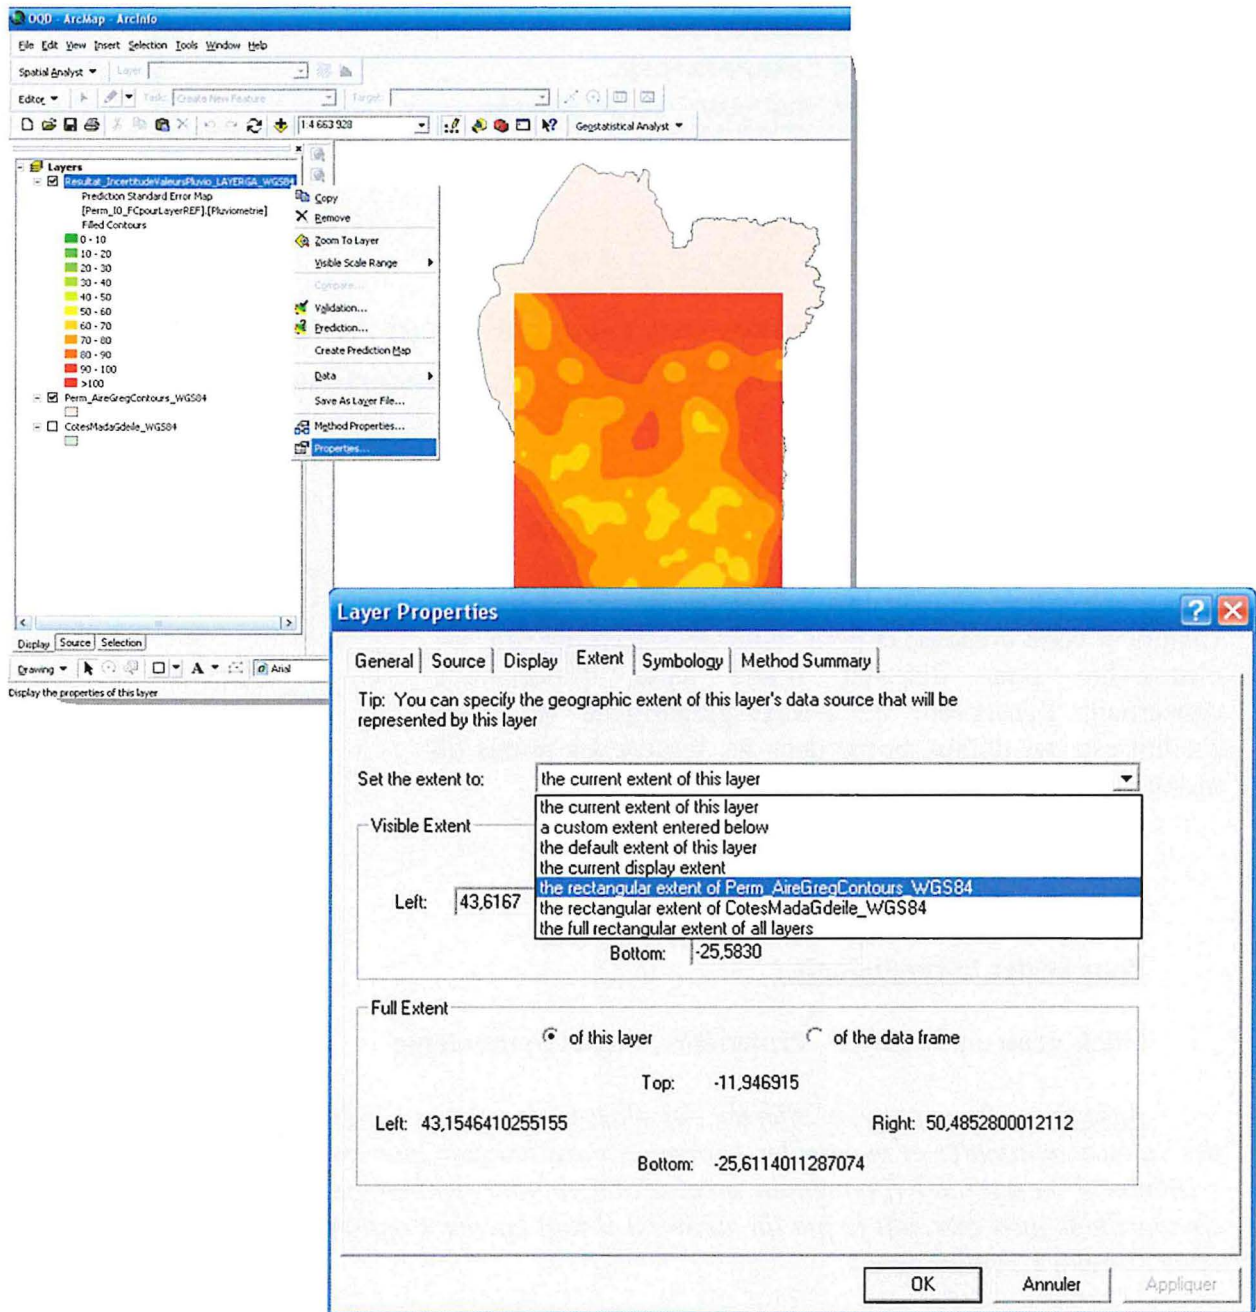 OQD - ArcMap - ArcInfo
File Edit View Insert Selection Tools Window Help
Spatial Analyst Layer:
Editor Task: Create New Feature Target:
1:4 663 928 Geostatistical Analyst
Layers
Resultat_IncertitudeValeursPluvio_LAYERGA_WGS84
Prediction Standard Error Map
[Perm_I0_FCpourLayerREF].[Pluviometrie]
Filled Contours
0 - 10
10 - 20
20 - 30
30 - 40
40 - 50
50 - 60
60 - 70
70 - 80
80 - 90
90 - 100
>100
Perm_AireGregContours_WGS84
CotesMadaGdeile_WGS84
Copy
Remove
Zoom To Layer
Visible Scale Range
Compare...
Validation...
Prediction...
Create Prediction Map
Data
Save As Layer File...
Method Properties...
Properties...
Display Source Selection
Drawing A Arial
Display the properties of this layer
Layer Properties
General Source Display Extent Symbology Method Summary
Tip: You can specify the geographic extent of this layer's data source that will be
represented by this layer
Set the extent to: the current extent of this layer
the current extent of this layer
a custom extent entered below
the default extent of this layer
the current display extent
the rectangular extent of Perm_AireGregContours_WGS84
the rectangular extent of CotesMadaGdeile_WGS84
the full rectangular extent of all layers
Visible Extent
Left: 43,6167
Bottom: -25,5830
Full Extent
of this layer of the data frame
Top: -11,946915
Left: 43,1546410255155 Right: 50,4852800012112
Bottom: -25,6114011287074
OK Annuler Appliquer